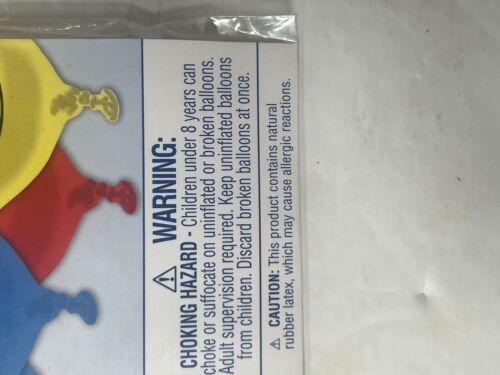 ⚠ WARNING:
CHOKING HAZARD - Children under 8 years can
choke or suffocate on uninflated or broken balloons.
Adult supervision required. Keep uninflated balloons
from children. Discard broken balloons at once.
⚠ CAUTION: This product contains natural
rubber latex, which may cause allergic reactions.